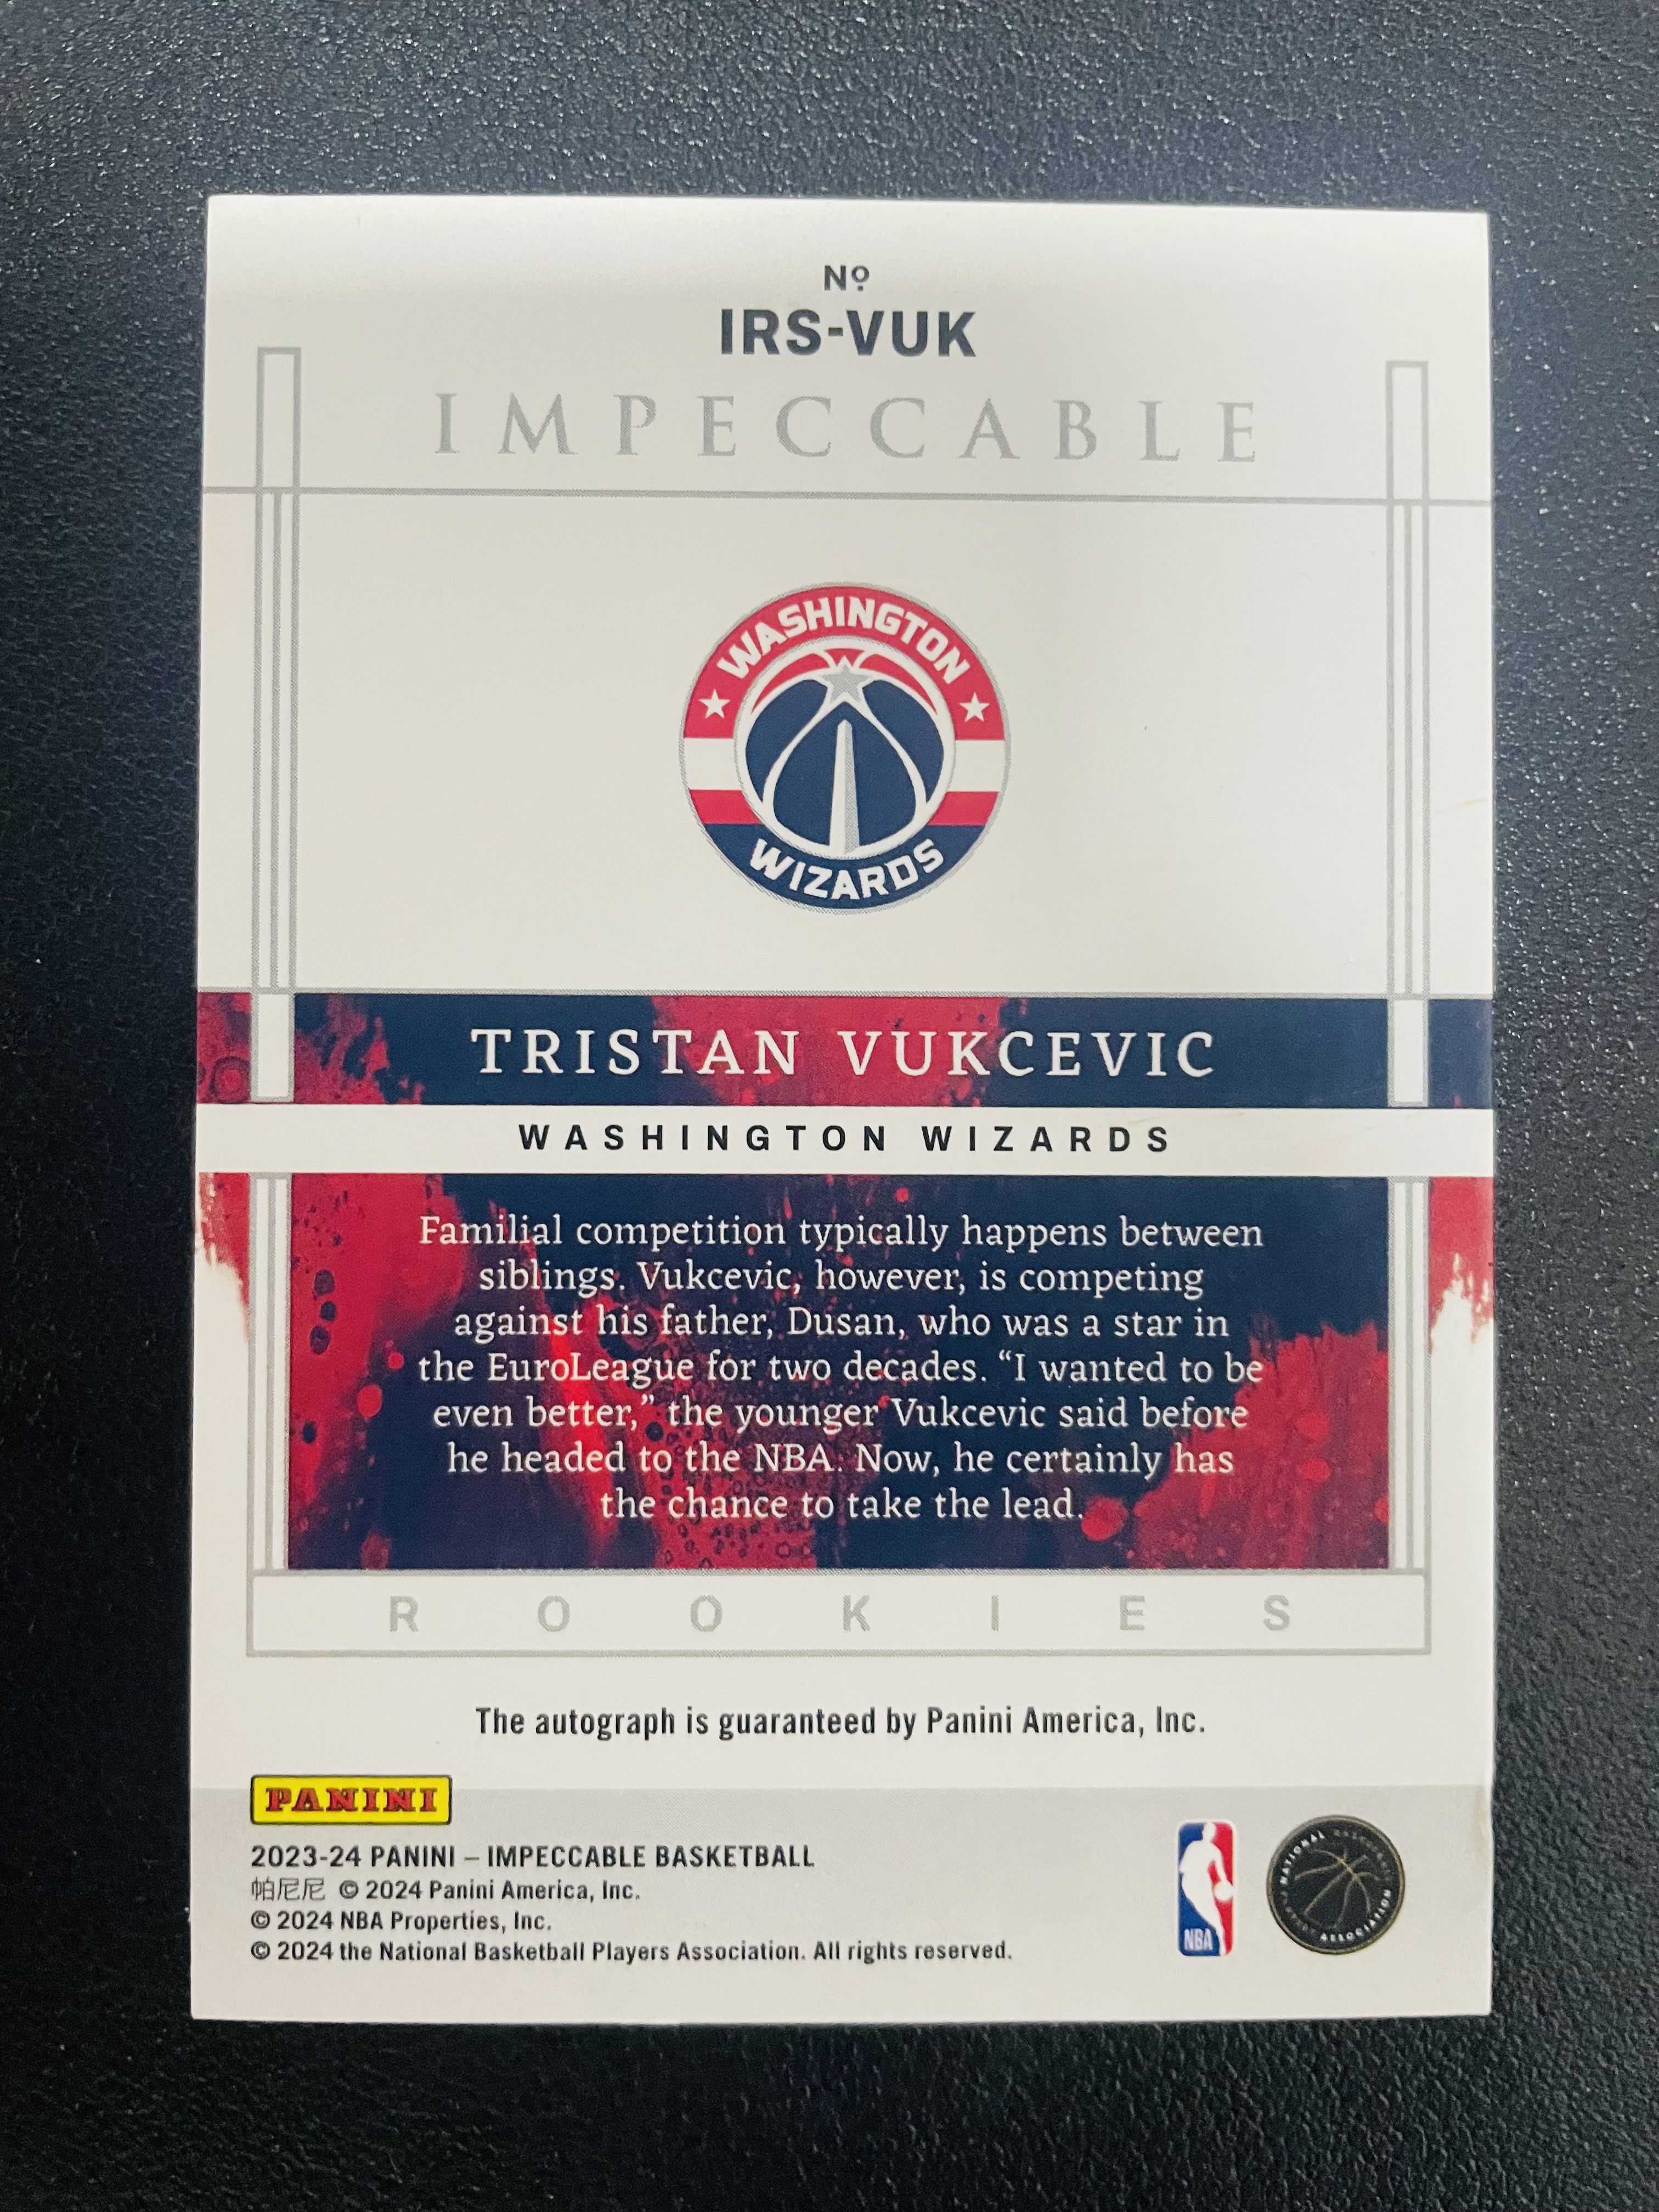 Nº
IRS-VUK
IMPECCABLE
WASHINGTON
WIZARDS
TRISTAN VUKCEVIC
WASHINGTON WIZARDS
Familial competition typically happens between
siblings. Vukcevic, however, is competing
against his father, Dusan, who was a star in
the EuroLeague for two decades. “I wanted to be
even better,” the younger Vukcevic said before
he headed to the NBA. Now, he certainly has
the chance to take the lead.
ROOKIES
The autograph is guaranteed by Panini America, Inc.
PANINI
2023-24 PANINI – IMPECCABLE BASKETBALL
帕尼尼 © 2024 Panini America, Inc.
© 2024 NBA Properties, Inc.
© 2024 the National Basketball Players Association. All rights reserved.
NBA
NATIONAL BASKETBALL
PLAYERS ASSOCIATION